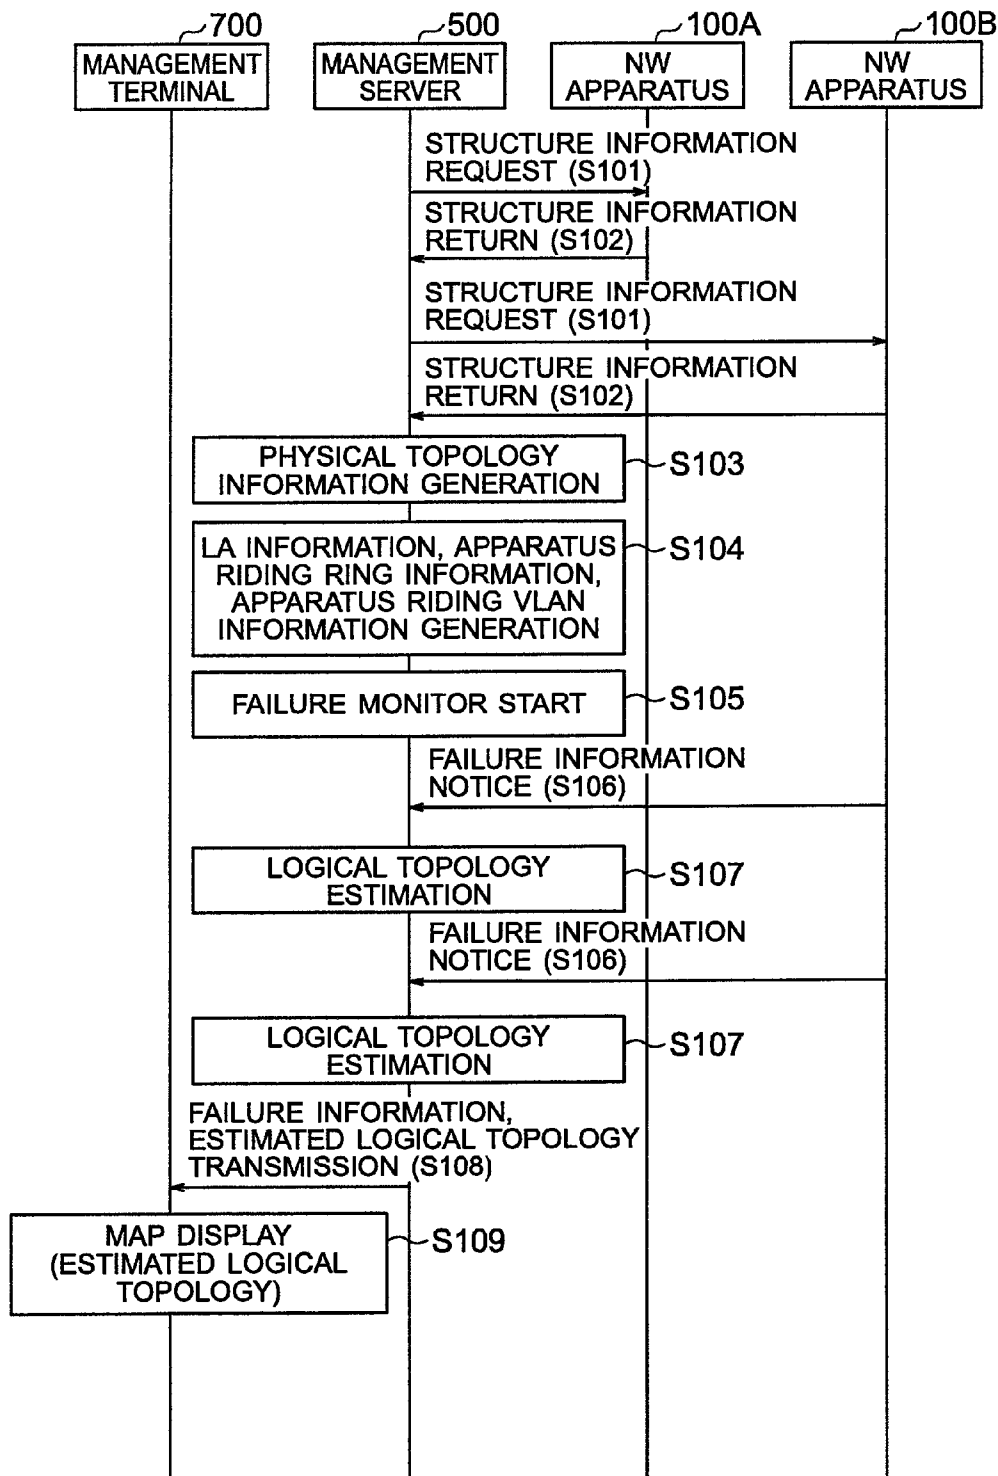 700
500
100A
100B
MANAGEMENT
TERMINAL
MANAGEMENT
SERVER
NW
APPARATUS
NW
APPARATUS
STRUCTURE INFORMATION
REQUEST (S101)
STRUCTURE INFORMATION
RETURN (S102)
STRUCTURE INFORMATION
REQUEST (S101)
STRUCTURE INFORMATION
RETURN (S102)
PHYSICAL TOPOLOGY
INFORMATION GENERATION
S103
LA INFORMATION, APPARATUS
RIDING RING INFORMATION,
APPARATUS RIDING VLAN
INFORMATION GENERATION
S104
FAILURE MONITOR START
S105
FAILURE INFORMATION
NOTICE (S106)
LOGICAL TOPOLOGY
ESTIMATION
S107
FAILURE INFORMATION
NOTICE (S106)
LOGICAL TOPOLOGY
ESTIMATION
S107
FAILURE INFORMATION,
ESTIMATED LOGICAL TOPOLOGY
TRANSMISSION (S108)
MAP DISPLAY
(ESTIMATED LOGICAL
TOPOLOGY)
S109